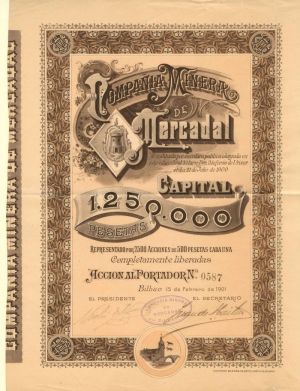 COMPAÑIA MINERA
DE
Mercadal
CAPITAL
1.250.000
PESETAS
REPRESENTADO POR 2500 ACCIONES DE 500 PESETAS CADA UNA
Completamente liberadas
ACCION AL PORTADOR Nº 0587
Bilbao 15 de Febrero de 1901
EL PRESIDENTE
EL SECRETARIO
COMPAÑIA MINERA DE MERCADAL